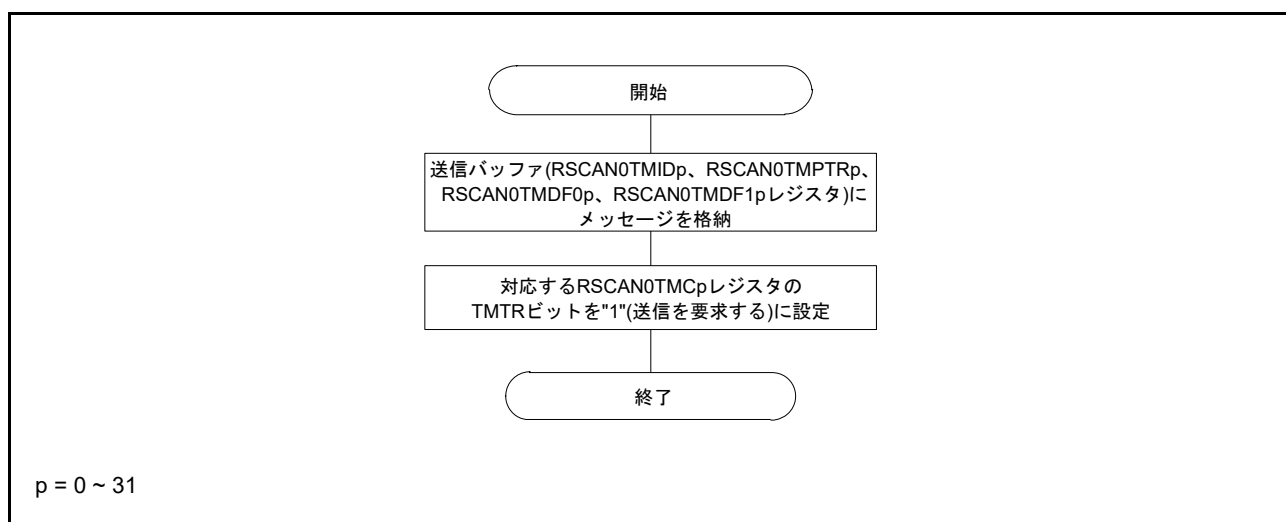 開始
送信バッファ(RSCAN0TMIDp、RSCAN0TMPTRp、
RSCAN0TMDF0p、RSCAN0TMDF1pレジスタ)に
メッセージを格納
対応するRSCAN0TMCpレジスタの
TMTRビットを"1"(送信を要求する)に設定
終了
p = 0 ~ 31